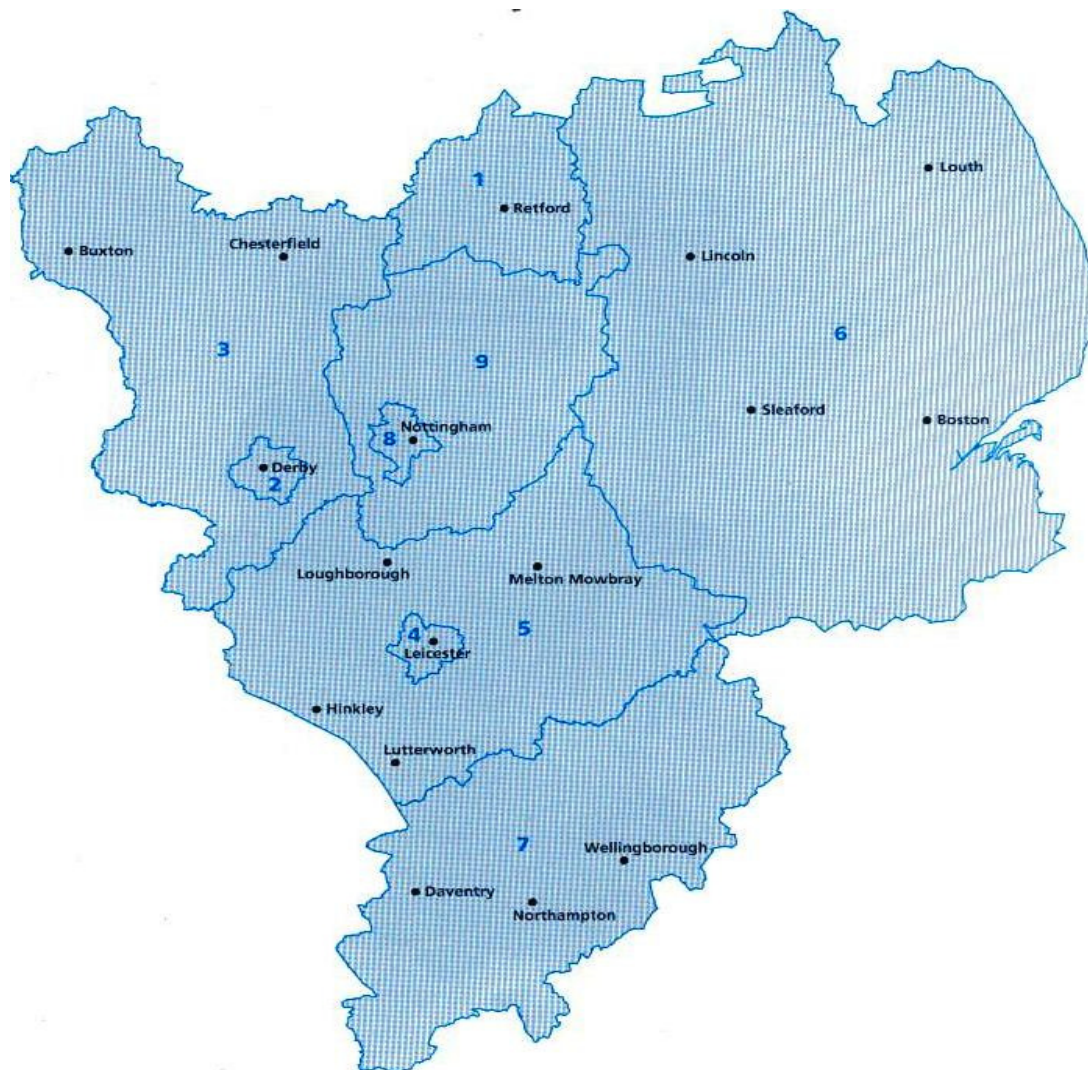 Louth
1
Retford
Buxton
Chesterfield
Lincoln
6
3
9
Sleaford
Boston
Nottingham
8
Derby
2
Loughborough
Melton Mowbray
4
5
Leicester
Hinkley
Lutterworth
7
Wellingborough
Daventry
Northampton